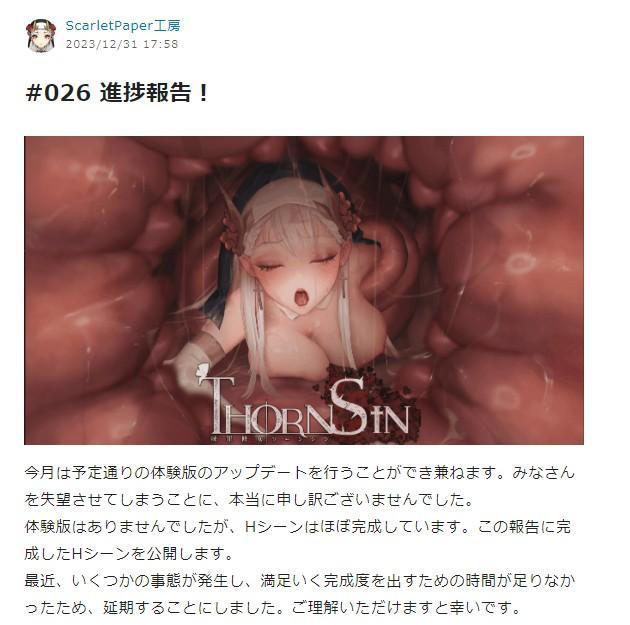 ScarletPaper工房
2023/12/31 17:58
#026 進捗報告！
THORNSIN
今月は予定通りの体験版のアップデートを行うことができ兼ねます。みなさん
を失望させてしまうことに、本当に申し訳ございませんでした。
体験版はありませんでしたが、Hシーンはほぼ完成しています。この報告に完
成したHシーンを公開します。
最近、いくつかの事態が発生し、満足いく完成度を出すための時間が足りなか
ったため、延期することにしました。ご理解いただけますと幸いです。